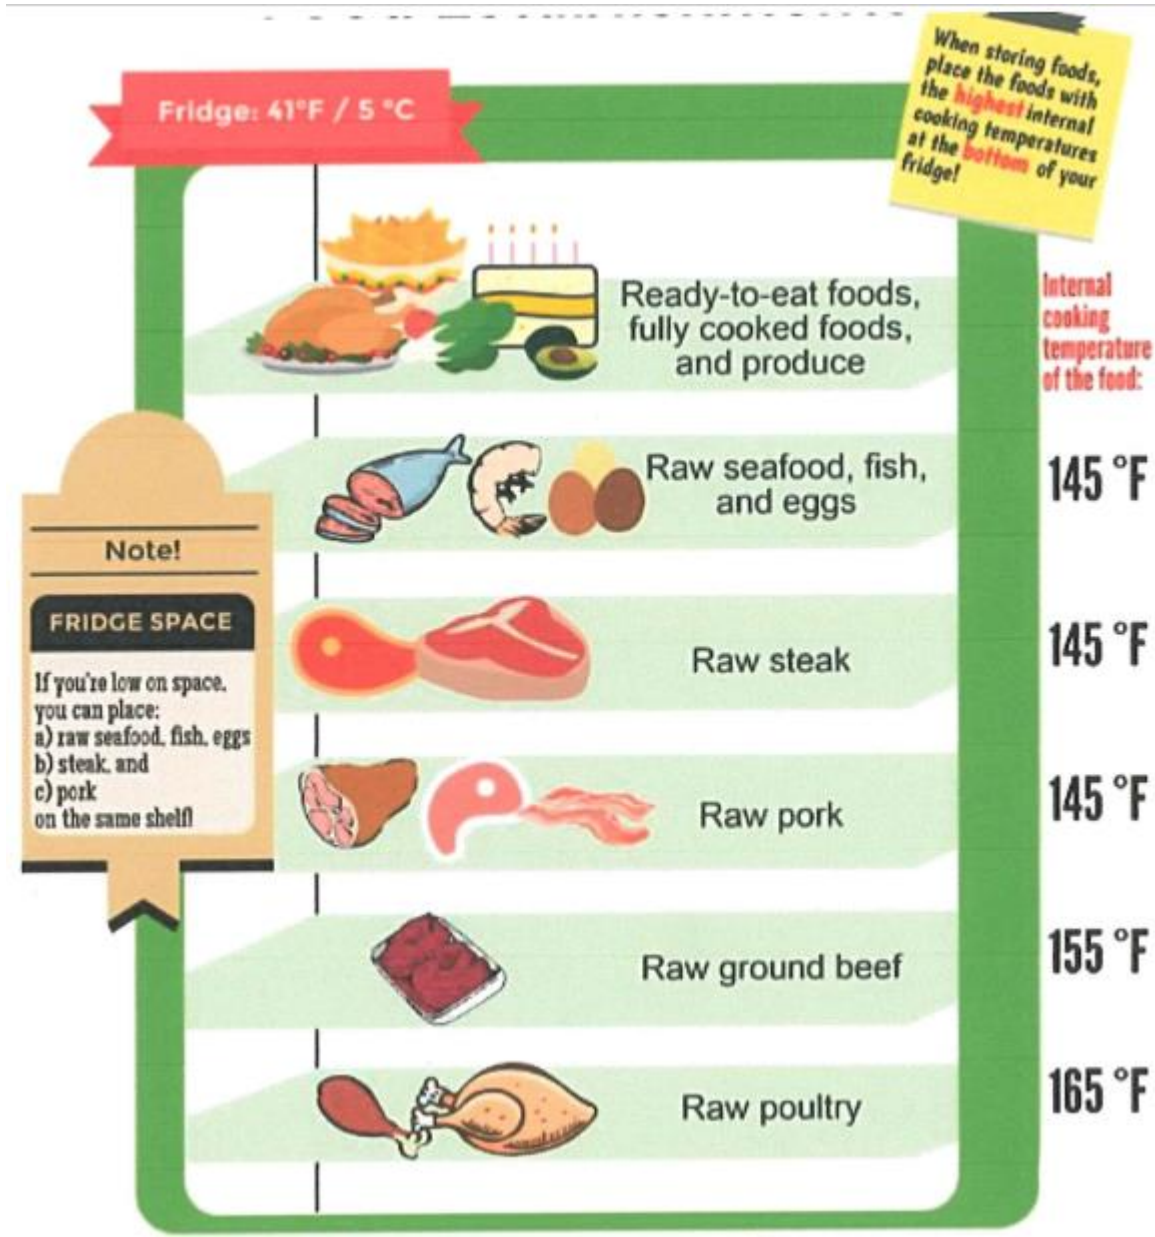 When storing foods,
place the foods with
the highest internal
cooking temperatures
at the bottom of your
fridge!
Fridge: 41°F / 5 °C
Internal
cooking
temperature
of the food:
Ready-to-eat foods,
fully cooked foods,
and produce
Raw seafood, fish,
and eggs
145 °F
Note!
FRIDGE SPACE
If you're low on space,
you can place:
a) raw seafood, fish, eggs
b) steak, and
c) pork
on the same shelf!
Raw steak
145 °F
Raw pork
145 °F
Raw ground beef
155 °F
Raw poultry
165 °F